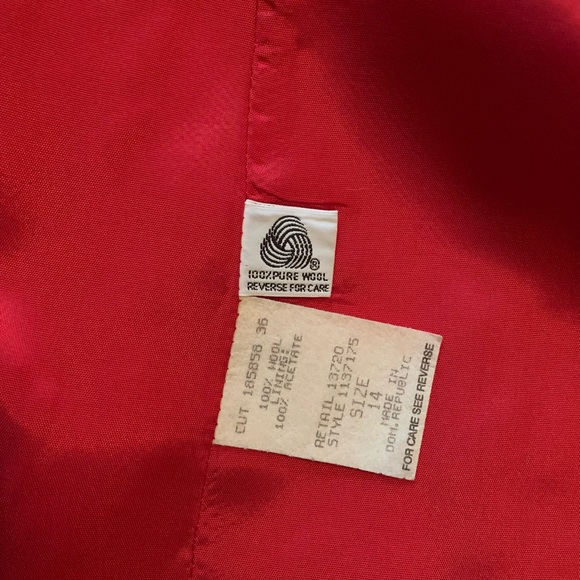 ®
100% PURE WOOL
REVERSE FOR CARE
CUT 185856 36
100% WOOL
LINING:
100% ACETATE
RETAIL 13720
STYLE 1137175
SIZE
14
MADE IN
DOM. REPUBLIC
FOR CARE SEE REVERSE